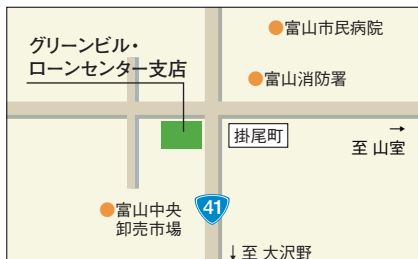 富山市民病院
グリーンビル・
ローンセンター支店
富山消防署
掛尾町
→
至 山室
富山中央
卸売市場
41
↓至 大沢野